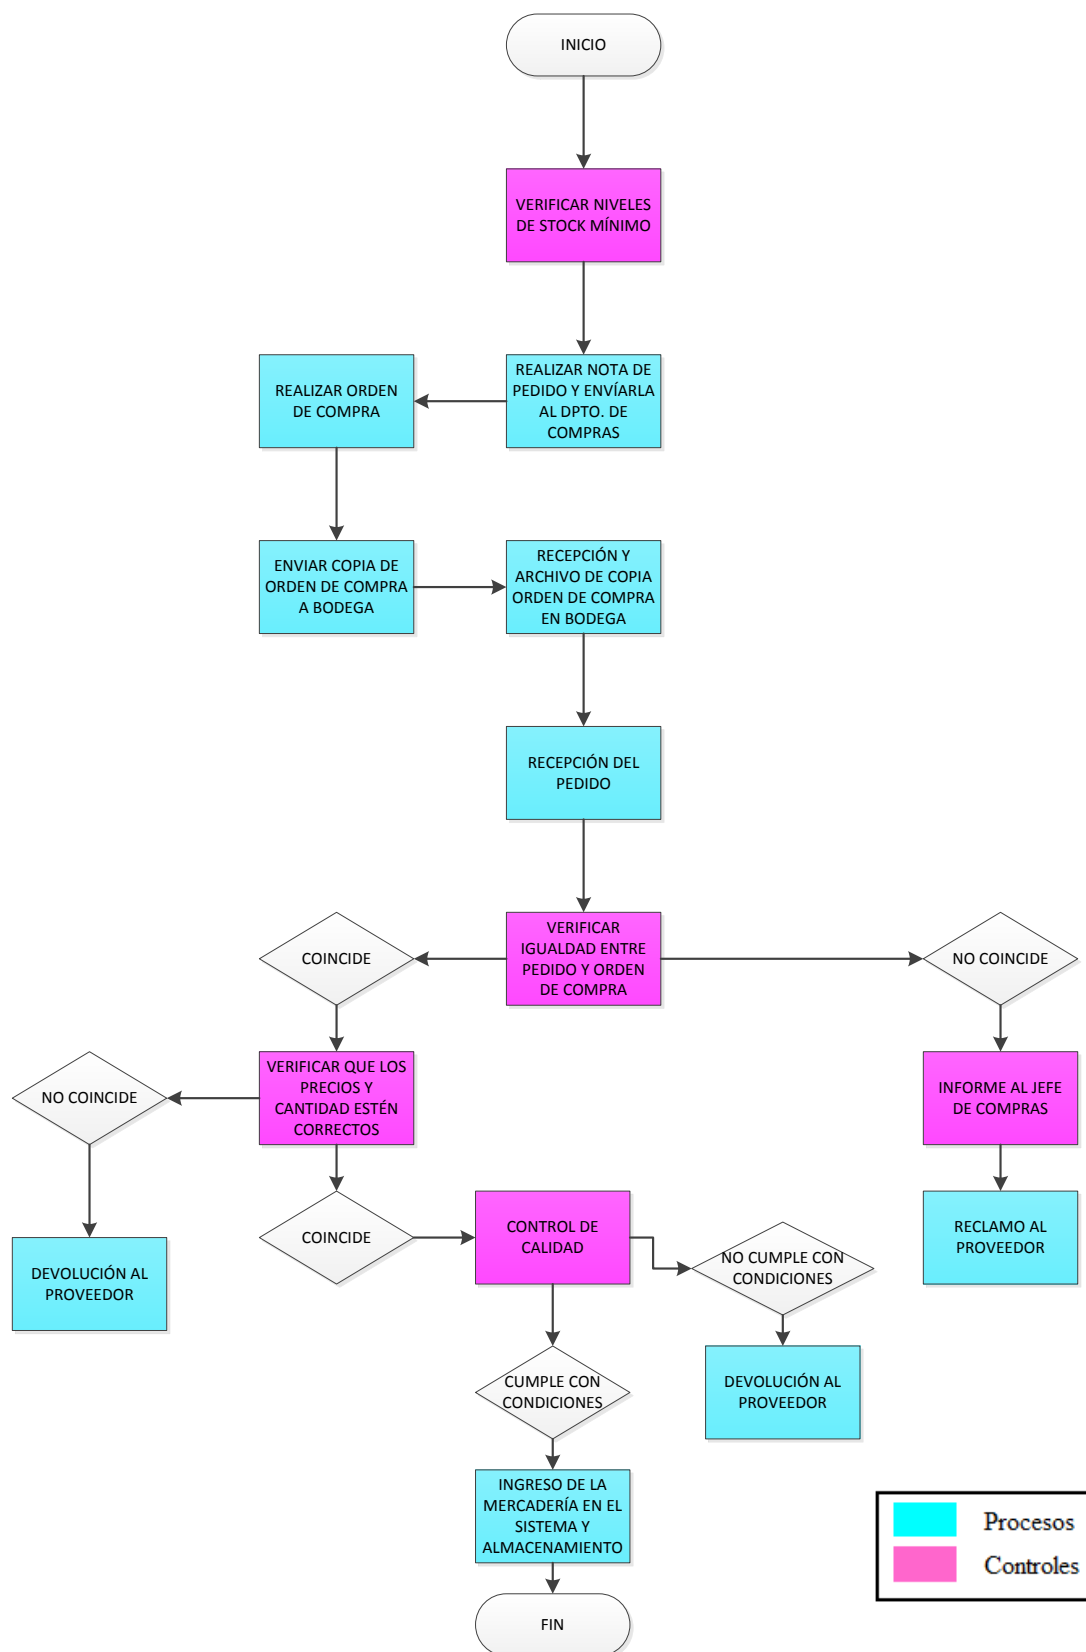 INICIO
VERIFICAR NIVELES
DE STOCK MÍNIMO
REALIZAR ORDEN
DE COMPRA
REALIZAR NOTA DE
PEDIDO Y ENVÍARLA
AL DPTO. DE
COMPRAS
ENVIAR COPIA DE
ORDEN DE COMPRA
A BODEGA
RECEPCIÓN Y
ARCHIVO DE COPIA
ORDEN DE COMPRA
EN BODEGA
RECEPCIÓN DEL
PEDIDO
COINCIDE
VERIFICAR
IGUALDAD ENTRE
PEDIDO Y ORDEN
DE COMPRA
NO COINCIDE
NO COINCIDE
VERIFICAR QUE LOS
PRECIOS Y
CANTIDAD ESTÉN
CORRECTOS
INFORME AL JEFE
DE COMPRAS
DEVOLUCIÓN AL
PROVEEDOR
COINCIDE
CONTROL DE
CALIDAD
NO CUMPLE CON
CONDICIONES
RECLAMO AL
PROVEEDOR
CUMPLE CON
CONDICIONES
DEVOLUCIÓN AL
PROVEEDOR
INGRESO DE LA
MERCADERÍA EN EL
SISTEMA Y
ALMACENAMIENTO
FIN
Procesos
Controles